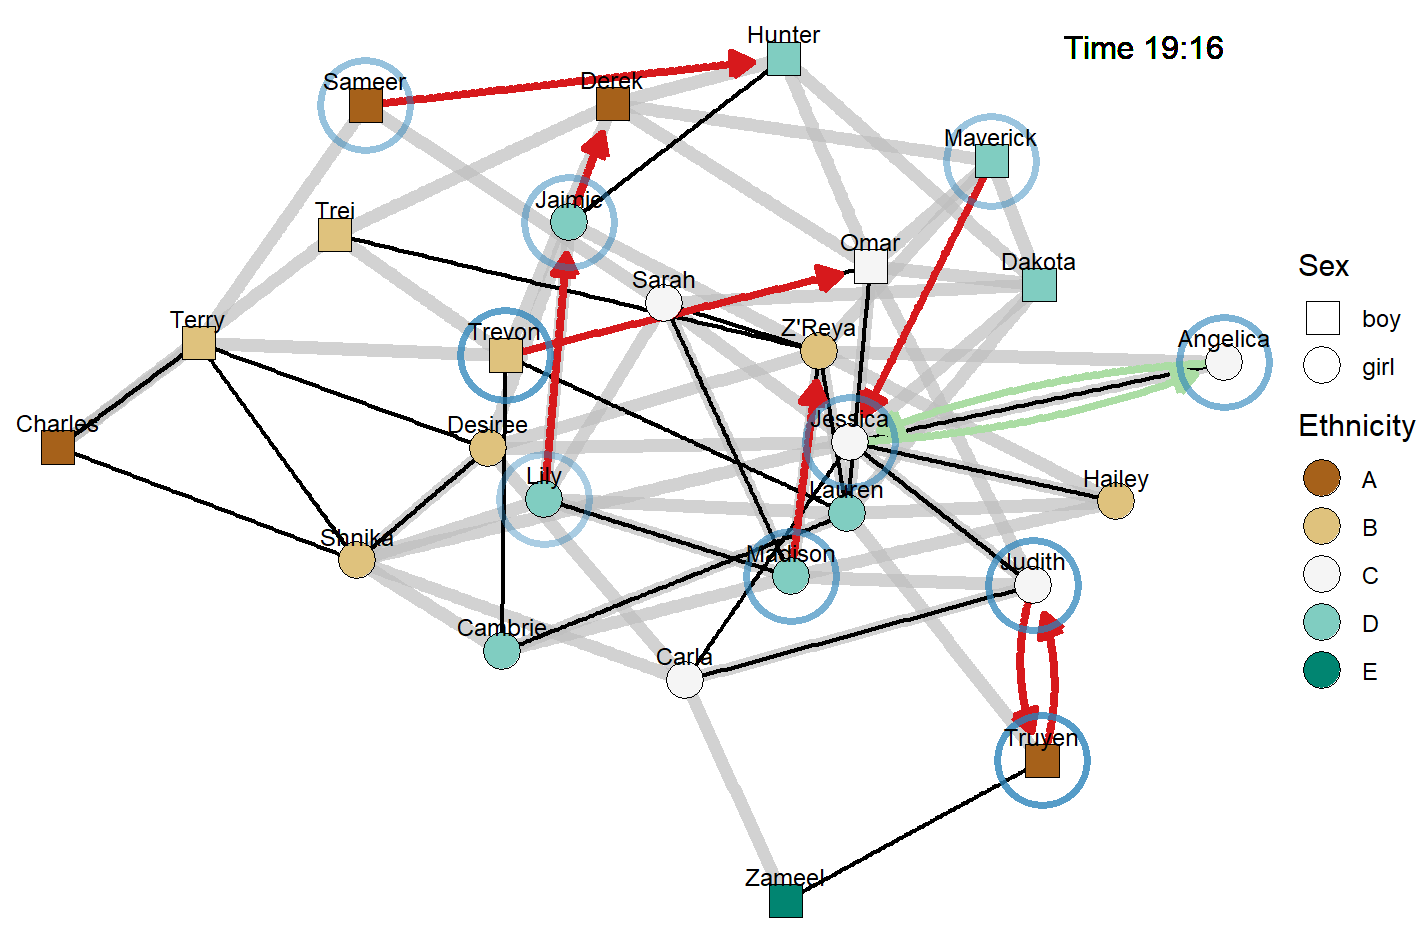 Hunter
Time 19:16
Sameer
Derek
Maverick
Jaimie
Trei
Omar
Dakota
Sarah
Sex
boy
girl
Terry
Trevon
Z'Reya
Angelica
Charles
Desiree
Jessica
Ethnicity
A
B
C
D
E
Lily
Lauren
Hailey
Shnika
Madison
Judith
Cambrie
Carla
Truyen
Zameel